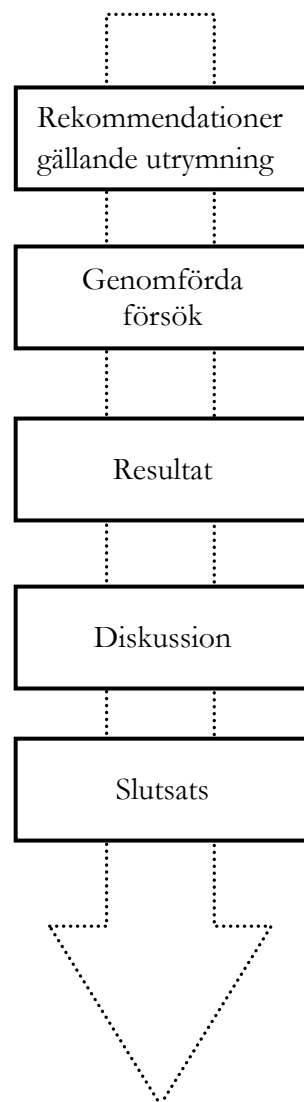 Rekommendationer
gällande utrymning
Genomförda
försök
Resultat
Diskussion
Slutsats